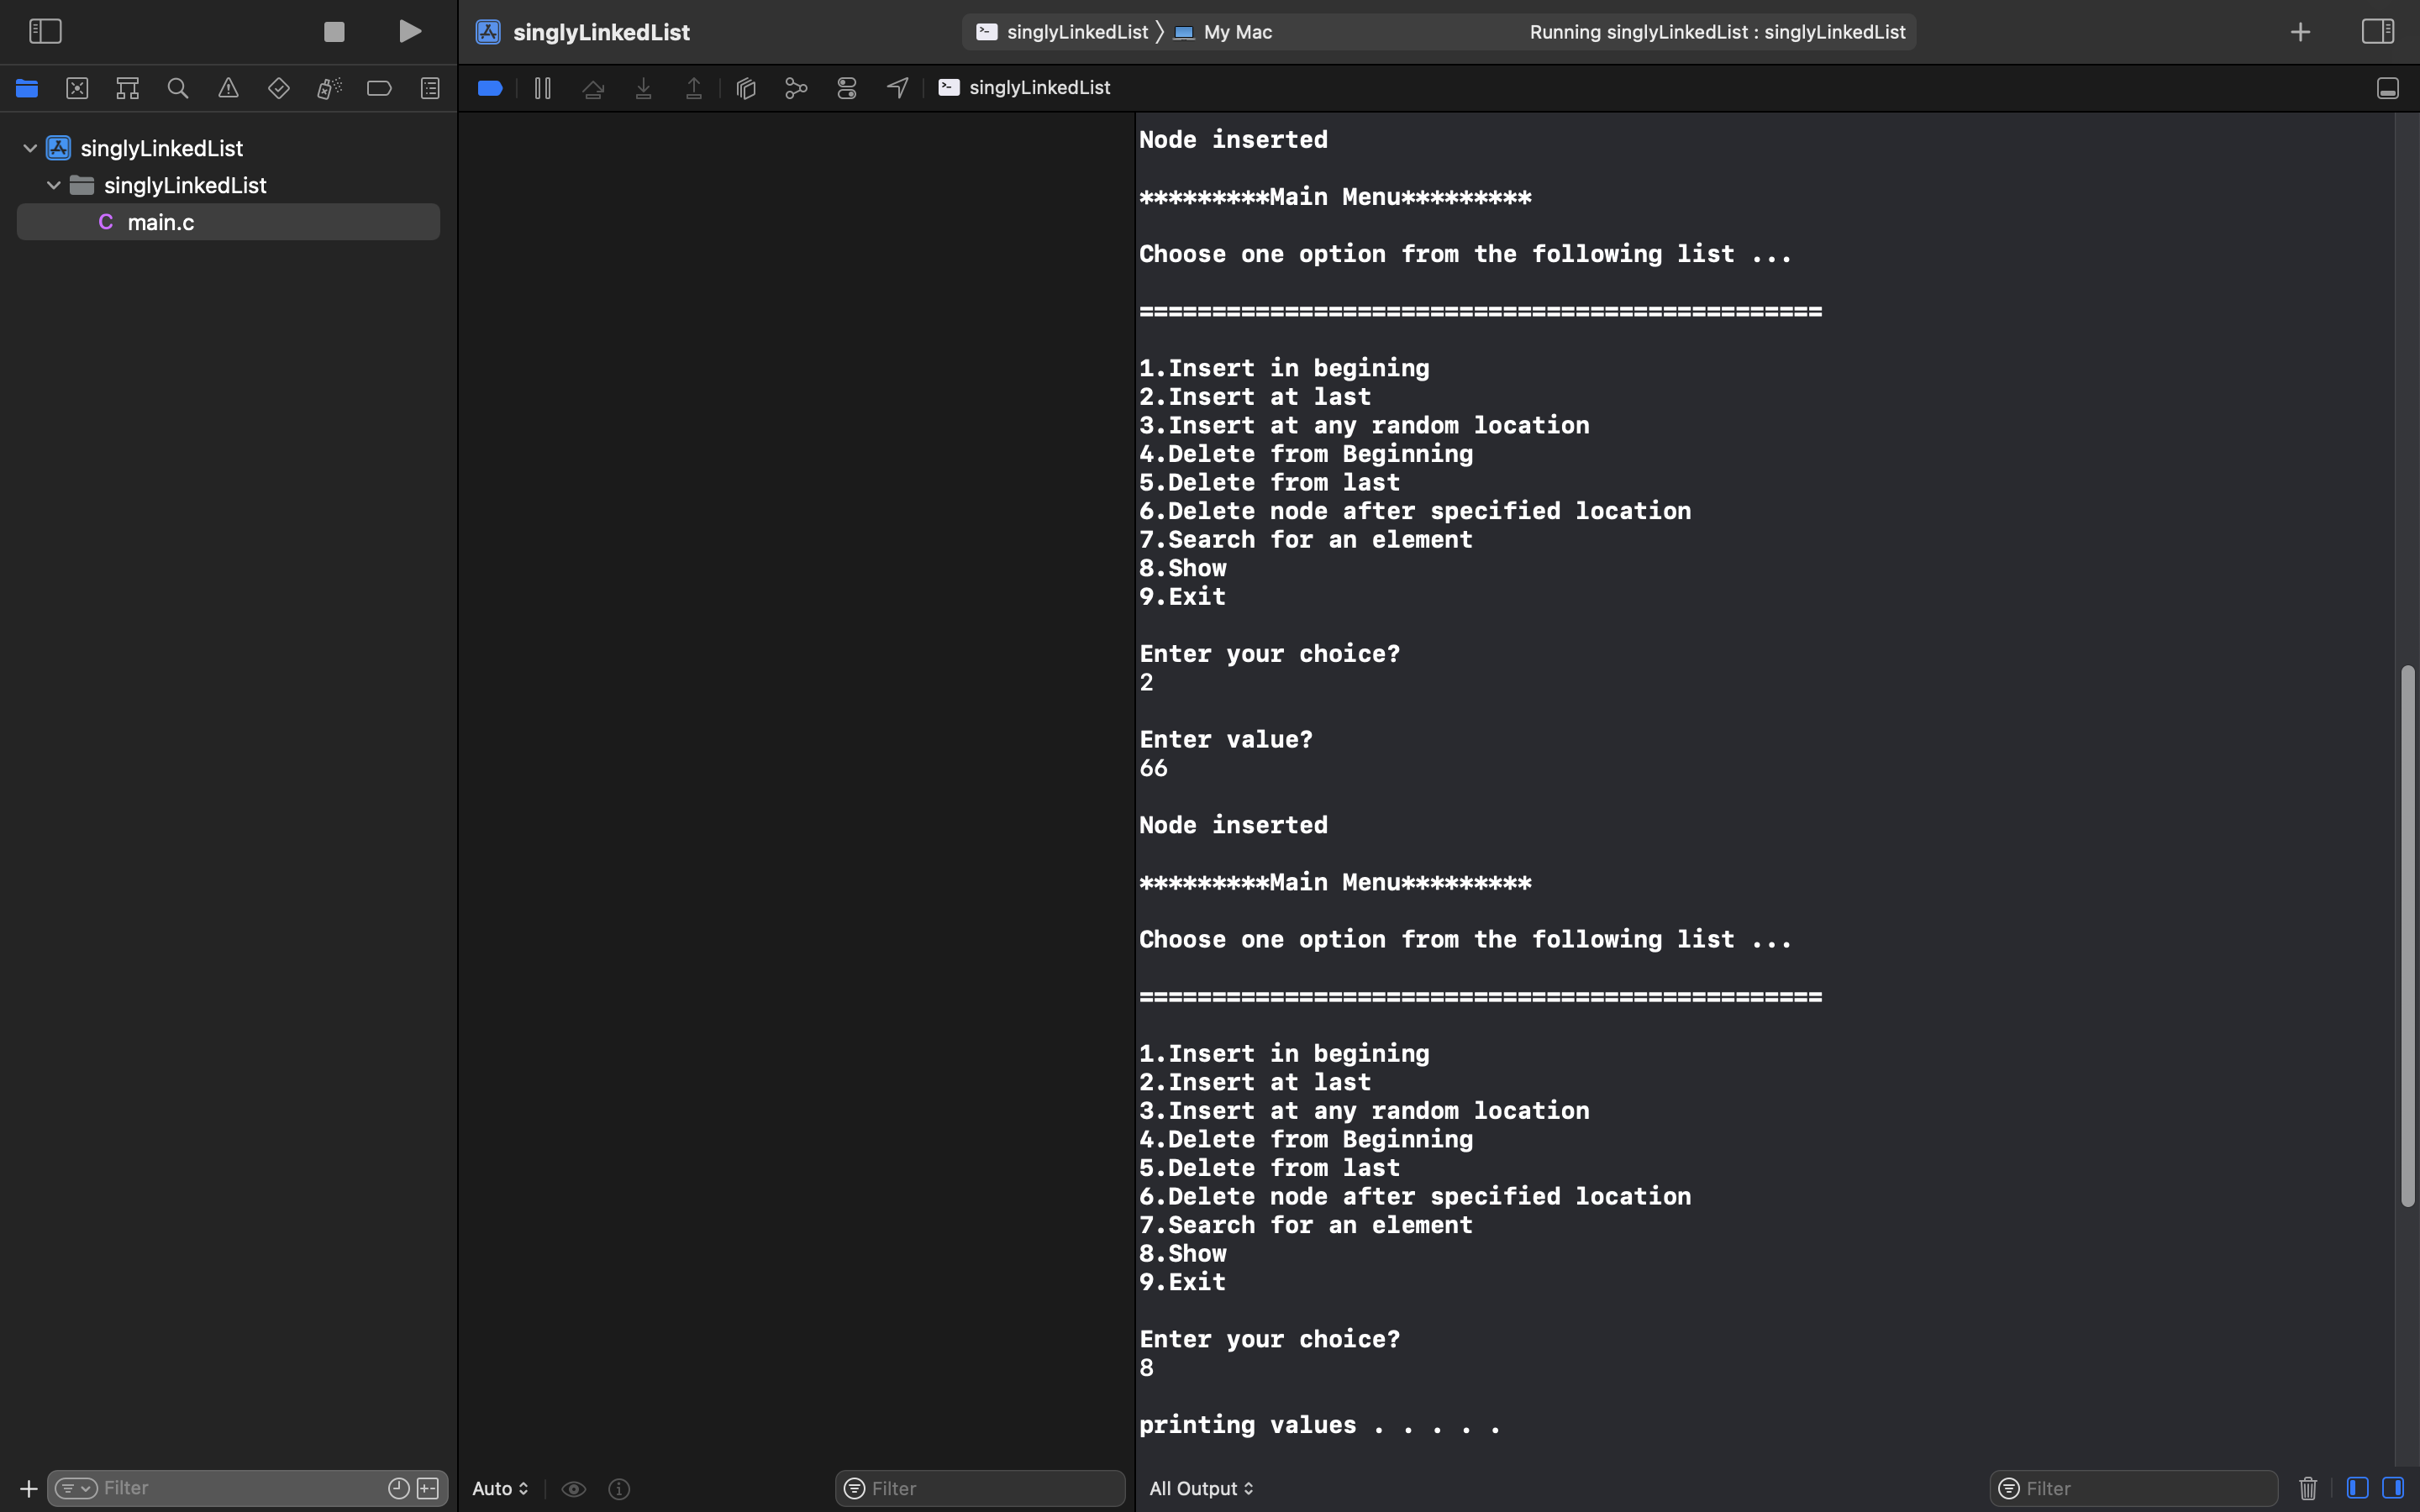 singlyLinkedList
singlyLinkedList 〉 My Mac
Running singlyLinkedList : singlyLinkedList
singlyLinkedList
singlyLinkedList
singlyLinkedList
C main.c
Node inserted
*********Main Menu*********
Choose one option from the following list ...
===============================================
1.Insert in begining
2.Insert at last
3.Insert at any random location
4.Delete from Beginning
5.Delete from last
6.Delete node after specified location
7.Search for an element
8.Show
9.Exit
Enter your choice?
2
Enter value?
66
Node inserted
*********Main Menu*********
Choose one option from the following list ...
===============================================
1.Insert in begining
2.Insert at last
3.Insert at any random location
4.Delete from Beginning
5.Delete from last
6.Delete node after specified location
7.Search for an element
8.Show
9.Exit
Enter your choice?
8
printing values . . . . .
Filter
Auto
Filter
All Output
Filter